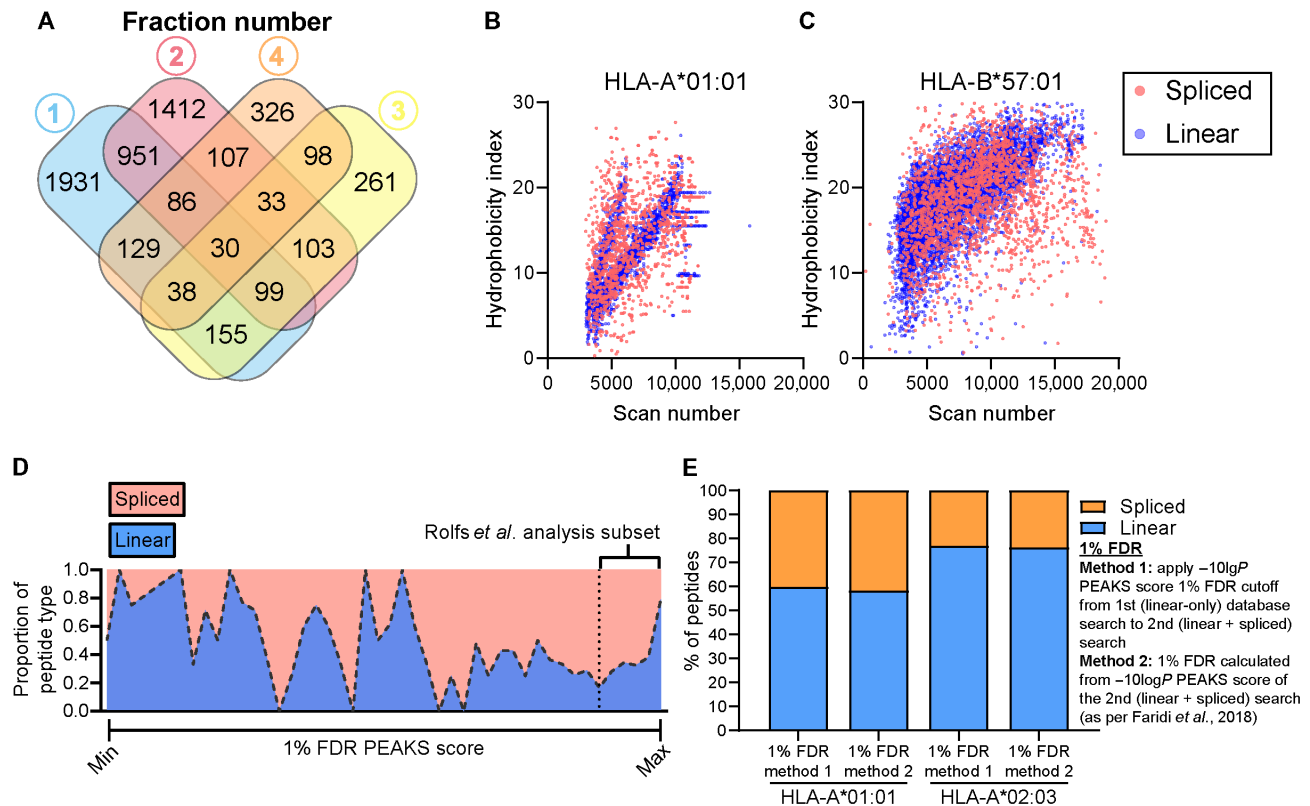 A
Fraction number
1
2
4
3
1931
1412
326
261
951
107
98
86
33
129
30
103
38
99
155
B
HLA-A*01:01
Hydrophobicity index
30
20
10
0
0 5000 10,000 15,000 20,000
Scan number
C
HLA-B*57:01
Hydrophobicity index
30
20
10
0
0 5000 10,000 15,000 20,000
Scan number
Spliced
Linear
D
Spliced
Linear
Rolfs et al. analysis subset
Proportion of
peptide type
1.0
0.8
0.6
0.4
0.2
0.0
Min
1% FDR PEAKS score
Max
E
% of peptides
100
90
80
70
60
50
40
30
20
10
0
1% FDR
method 1
1% FDR
method 2
1% FDR
method 1
1% FDR
method 2
HLA-A*01:01
HLA-A*02:03
Spliced
Linear
1% FDR
Method 1: apply –10lgP
PEAKS score 1% FDR cutoff
from 1st (linear-only) database
search to 2nd (linear + spliced)
search
Method 2: 1% FDR calculated
from –10logP PEAKS score of
the 2nd (linear + spliced) search
(as per Faridi et al., 2018)